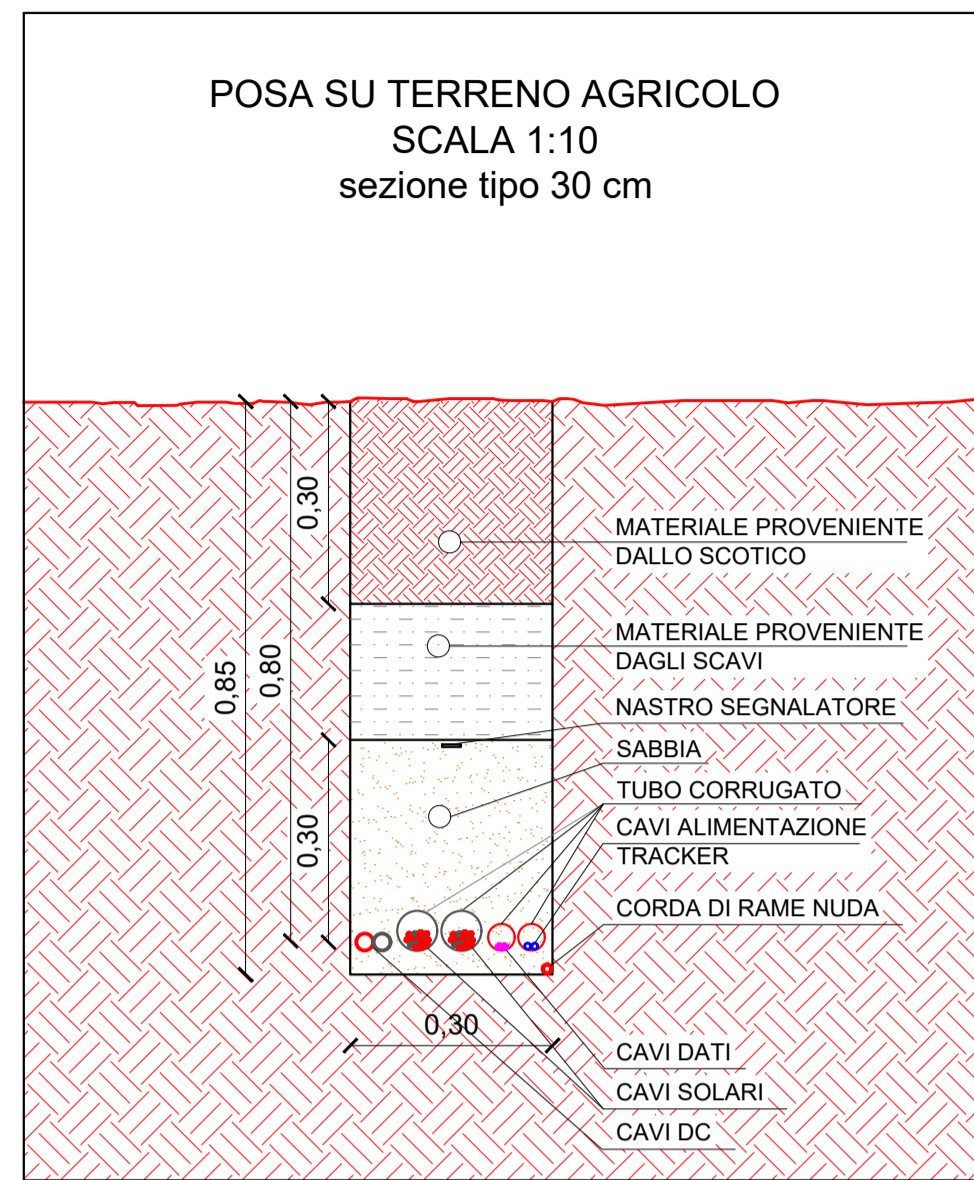 POSA SU TERRENO AGRICOLO
SCALA 1:10
sezione tipo 30 cm
0,30
MATERIALE PROVENIENTE
DALLO SCOTICO
MATERIALE PROVENIENTE
DAGLI SCAVI
0,85
0,80
NASTRO SEGNALATORE
SABBIA
TUBO CORRUGATO
0,30
CAVI ALIMENTAZIONE
TRACKER
CORDA DI RAME NUDA
0,30
CAVI DATI
CAVI SOLARI
CAVI DC